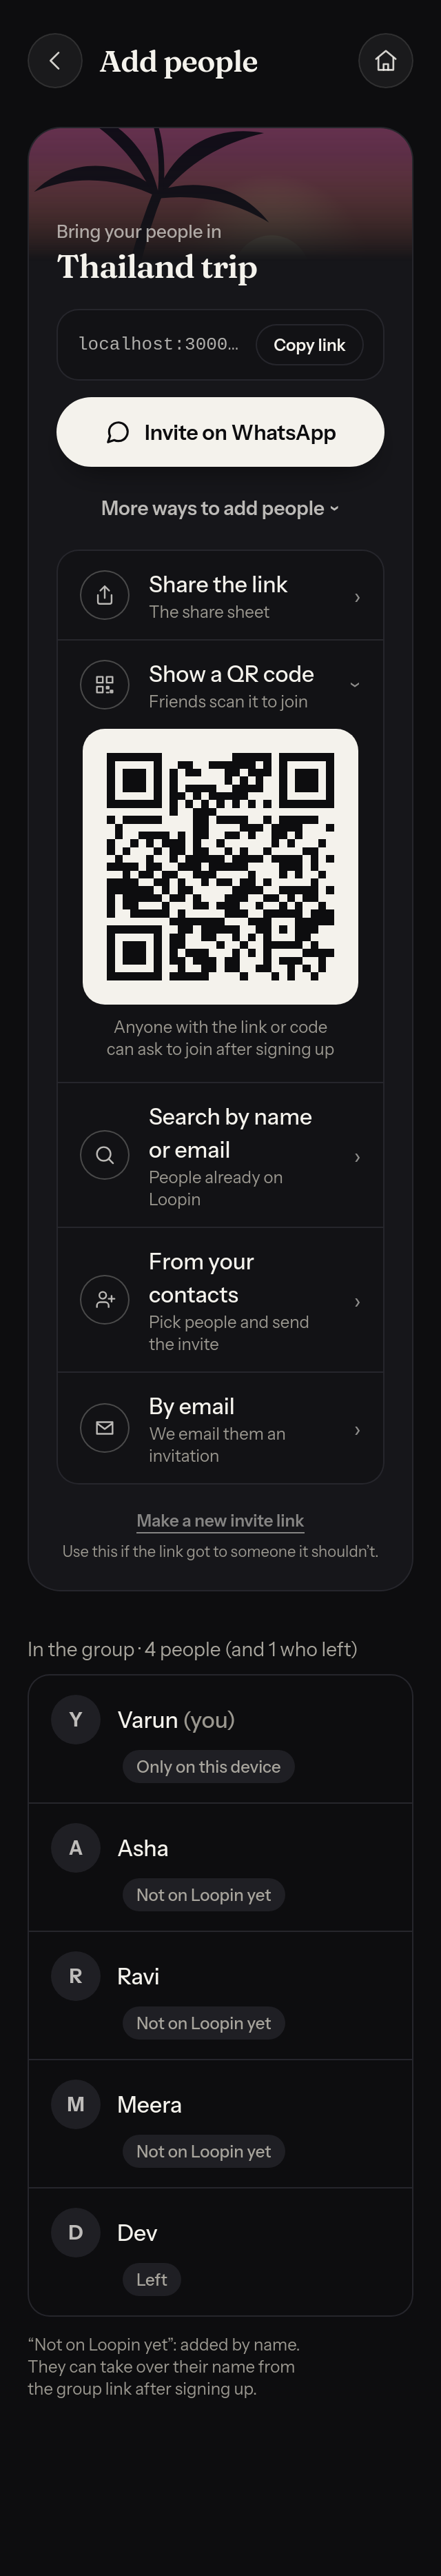 Add people
Bring your people in
Thailand trip
localhost:3000…
Copy link
Invite on WhatsApp
More ways to add people
Share the link
The share sheet
Show a QR code
Friends scan it to join
Anyone with the link or code
can ask to join after signing up
Search by name
or email
People already on
Loopin
From your
contacts
Pick people and send
the invite
By email
We email them an
invitation
Make a new invite link
Use this if the link got to someone it shouldn’t.
In the group · 4 people (and 1 who left)
Y
Varun (you)
Only on this device
A
Asha
Not on Loopin yet
R
Ravi
Not on Loopin yet
M
Meera
Not on Loopin yet
D
Dev
Left
“Not on Loopin yet”: added by name.
They can take over their name from
the group link after signing up.